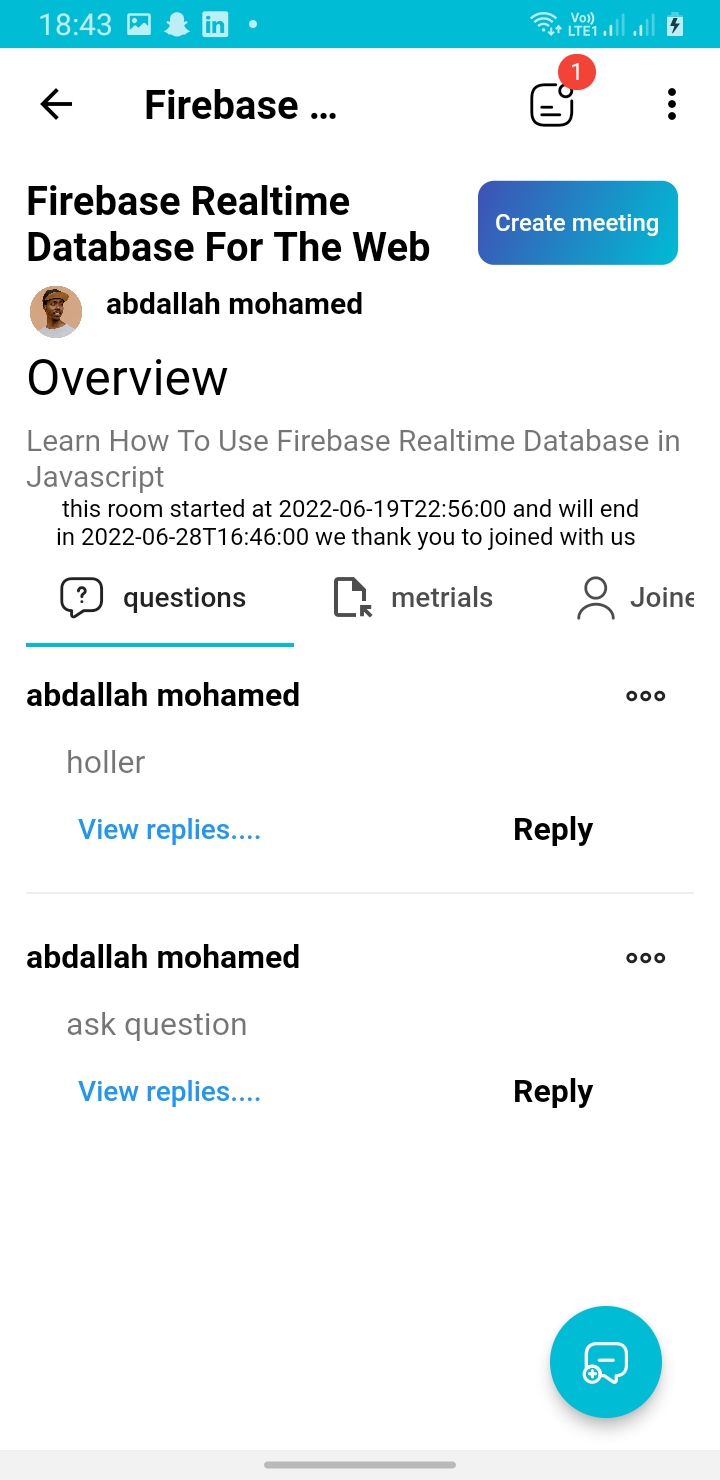 18:43 Vo)) LTE1
1
Firebase ...
Firebase Realtime
Database For The Web
Create meeting
abdallah mohamed
Overview
Learn How To Use Firebase Realtime Database in
Javascript
this room started at 2022-06-19T22:56:00 and will end
in 2022-06-28T16:46:00 we thank you to joined with us
questions metrials Joine
abdallah mohamed
holler
View replies.... Reply
abdallah mohamed
ask question
View replies.... Reply